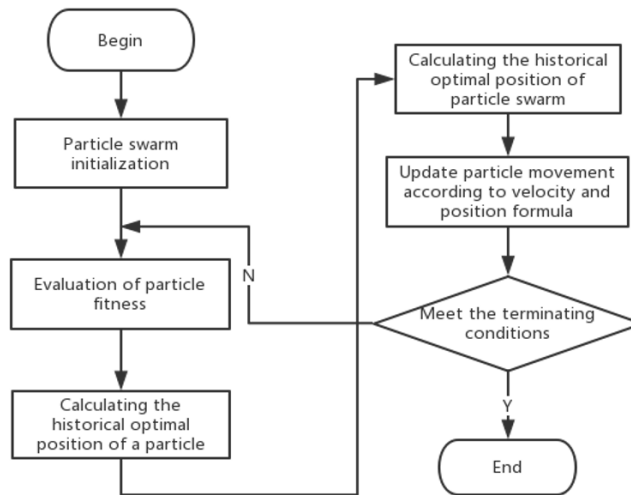 Begin
Particle swarm
initialization
Evaluation of particle
fitness
Calculating the
historical optimal
position of a particle
Calculating the historical
optimal position of
particle swarm
Update particle movement
according to velocity and
position formula
Meet the terminating
conditions
N
Y
End